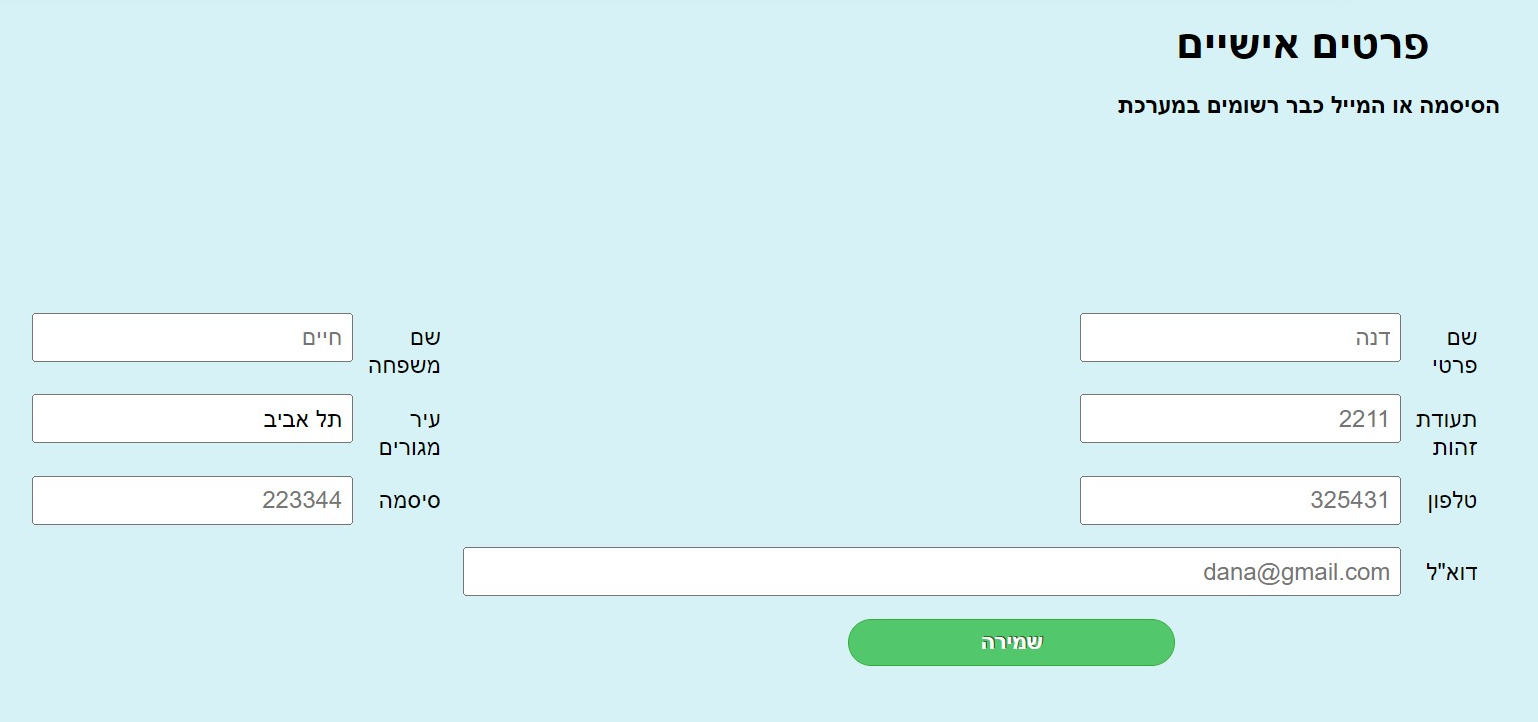 פרטים אישיים
הסיסמה או המייל כבר רשומים במערכת
שם
פרטי
דנה
שם
משפחה
חיים
תעודת
זהות
2211
עיר
מגורים
תל אביב
טלפון
325431
סיסמה
223344
דוא"ל
dana@gmail.com
שמירה